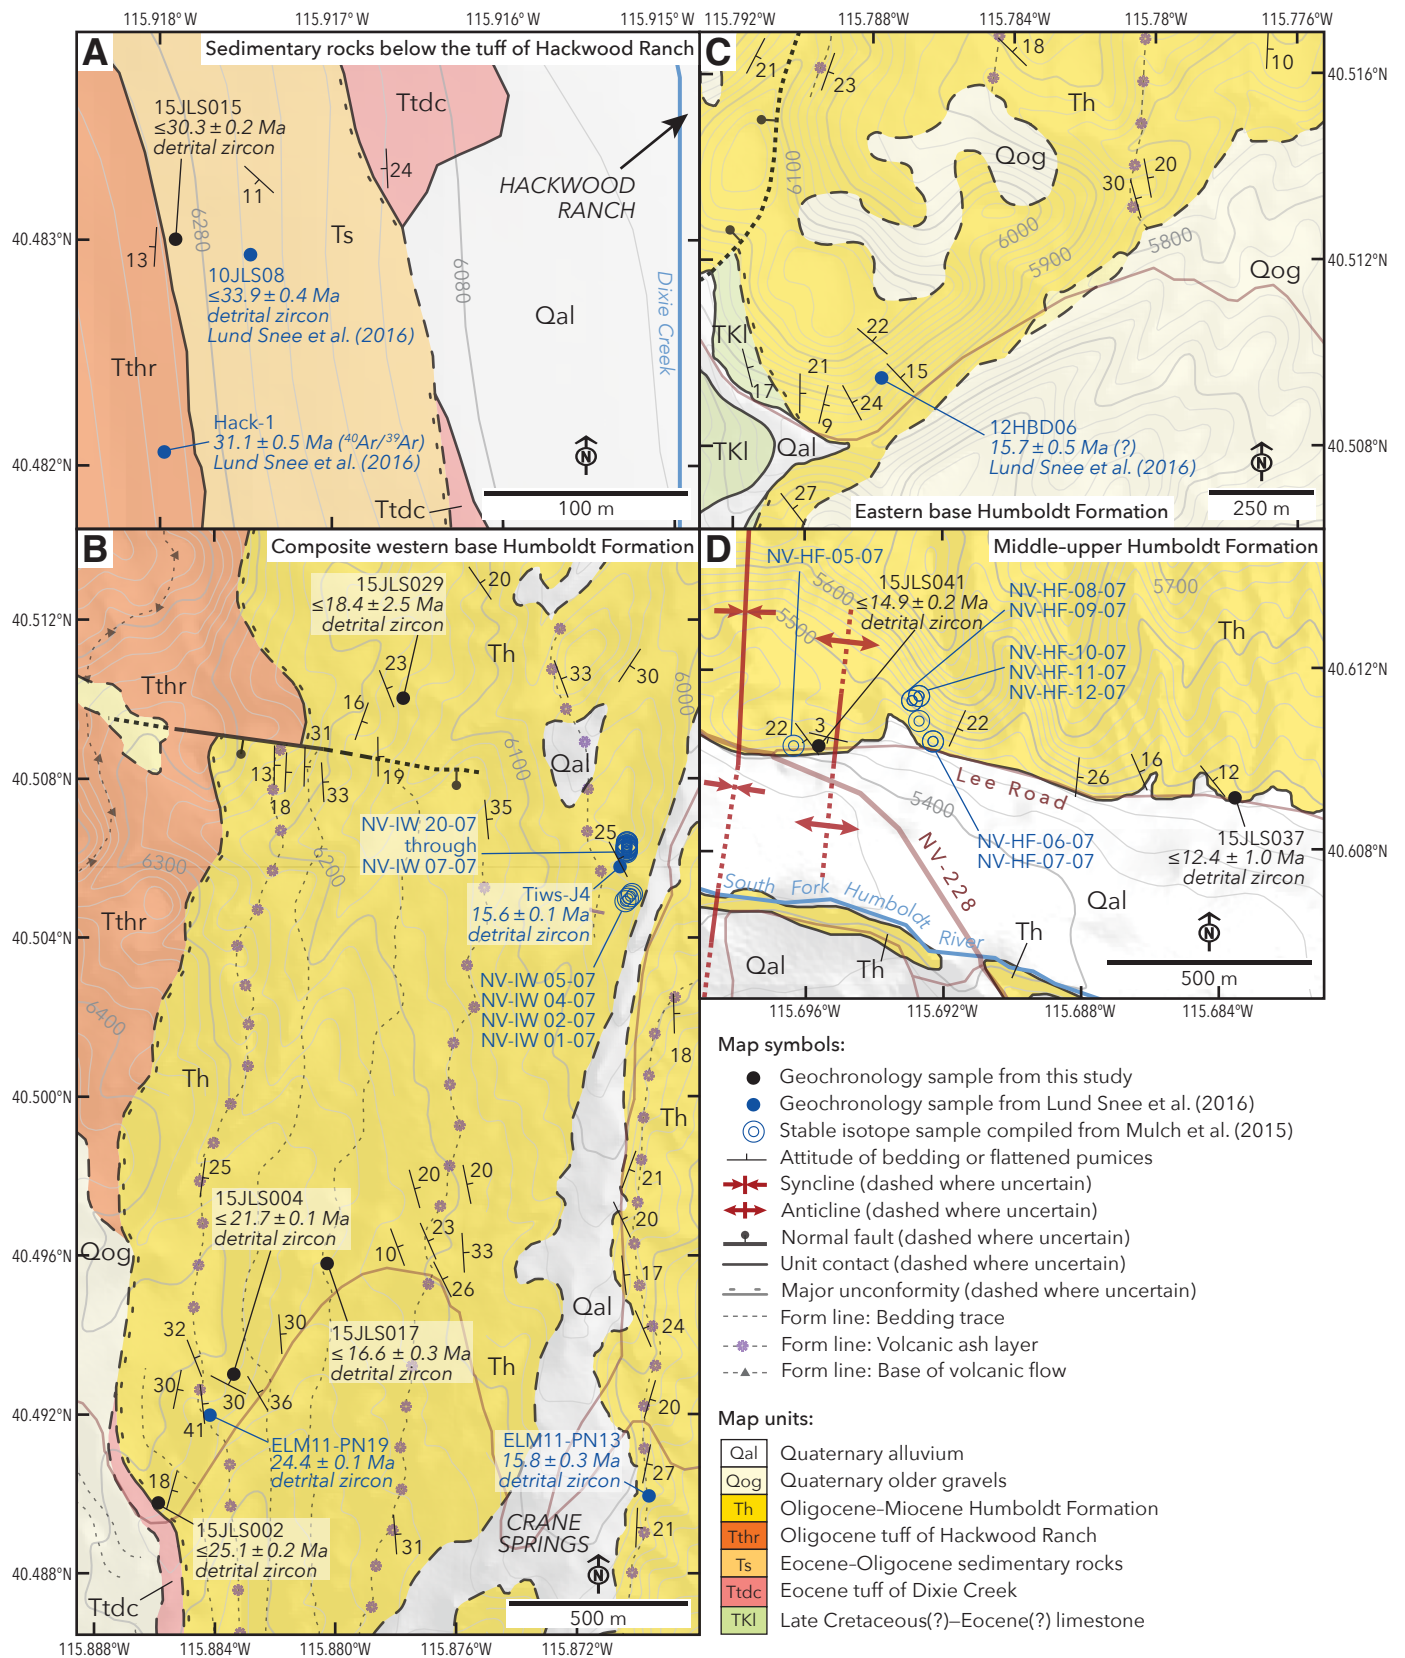 115.918°W 115.917°W 115.916°W 115.915°W 115.792°W 115.788°W 115.784°W 115.78°W 115.776°W
A Sedimentary rocks below the tuff of Hackwood Ranch
15JLS015
≤30.3 ± 0.2 Ma
detrital zircon
Ttdc
24
11
HACKWOOD
RANCH
6280
Ts
40.483°N
13
10JLS08
≤33.9 ± 0.4 Ma
detrital zircon
Lund Snee et al. (2016)
6080
Qal
Dixie Creek
Tthr
Hack-1
31.1 ± 0.5 Ma (⁴⁰Ar/³⁹Ar)
Lund Snee et al. (2016)
40.482°N
N
Ttdc
100 m
C
21
23
18
10
Th
40.516°N
6100
Qog
20
30
6000
5900
5800
40.512°N
Qog
TKl
22
21
15
17
24
9
12HBD06
15.7 ± 0.5 Ma (?)
Lund Snee et al. (2016)
TKl
Qal
40.508°N
N
27
250 m
Eastern base Humboldt Formation
B Composite western base Humboldt Formation
15JLS029
≤18.4 ± 2.5 Ma
detrital zircon
20
40.512°N
Th
23
33
30
Tthr
16
6000
31
6100
Qal
40.508°N
13
19
18
33
35
NV-IW 20-07
through
NV-IW 07-07
25
6300
6200
Tiws-J4
15.6 ± 0.1 Ma
detrital zircon
Tthr
40.504°N
NV-IW 05-07
NV-IW 04-07
NV-IW 02-07
NV-IW 01-07
6400
18
Th
40.500°N
Th
25
20
20
21
15JLS004
≤21.7 ± 0.1 Ma
detrital zircon
20
23
Qog
40.496°N
10
33
17
26
Qal
32
30
15JLS017
≤16.6 ± 0.3 Ma
detrital zircon
24
Th
30
30
36
20
40.492°N
41
ELM11-PN19
24.4 ± 0.1 Ma
detrital zircon
ELM11-PN13
15.8 ± 0.3 Ma
detrital zircon
27
18
15JLS002
≤25.1 ± 0.2 Ma
detrital zircon
CRANE
SPRINGS
21
31
40.488°N
N
Ttdc
500 m
115.888°W 115.884°W 115.880°W 115.876°W 115.872°W
D Middle–upper Humboldt Formation
NV-HF-05-07
15JLS041
≤14.9 ± 0.2 Ma
detrital zircon
5600
5500
NV-HF-08-07
NV-HF-09-07
5700
Th
NV-HF-10-07
NV-HF-11-07
NV-HF-12-07
40.612°N
22
3
22
26
16
12
Lee Road
5400
NV-228
NV-HF-06-07
NV-HF-07-07
15JLS037
≤12.4 ± 1.0 Ma
detrital zircon
40.608°N
South Fork Humboldt River
Qal
Th
N
Qal
Th
500 m
115.696°W 115.692°W 115.688°W 115.684°W
Map symbols:
Geochronology sample from this study
Geochronology sample from Lund Snee et al. (2016)
Stable isotope sample compiled from Mulch et al. (2015)
Attitude of bedding or flattened pumices
Syncline (dashed where uncertain)
Anticline (dashed where uncertain)
Normal fault (dashed where uncertain)
Unit contact (dashed where uncertain)
Major unconformity (dashed where uncertain)
Form line: Bedding trace
Form line: Volcanic ash layer
Form line: Base of volcanic flow
Map units:
Qal Quaternary alluvium
Qog Quaternary older gravels
Th Oligocene–Miocene Humboldt Formation
Tthr Oligocene tuff of Hackwood Ranch
Ts Eocene–Oligocene sedimentary rocks
Ttdc Eocene tuff of Dixie Creek
TKl Late Cretaceous(?)–Eocene(?) limestone